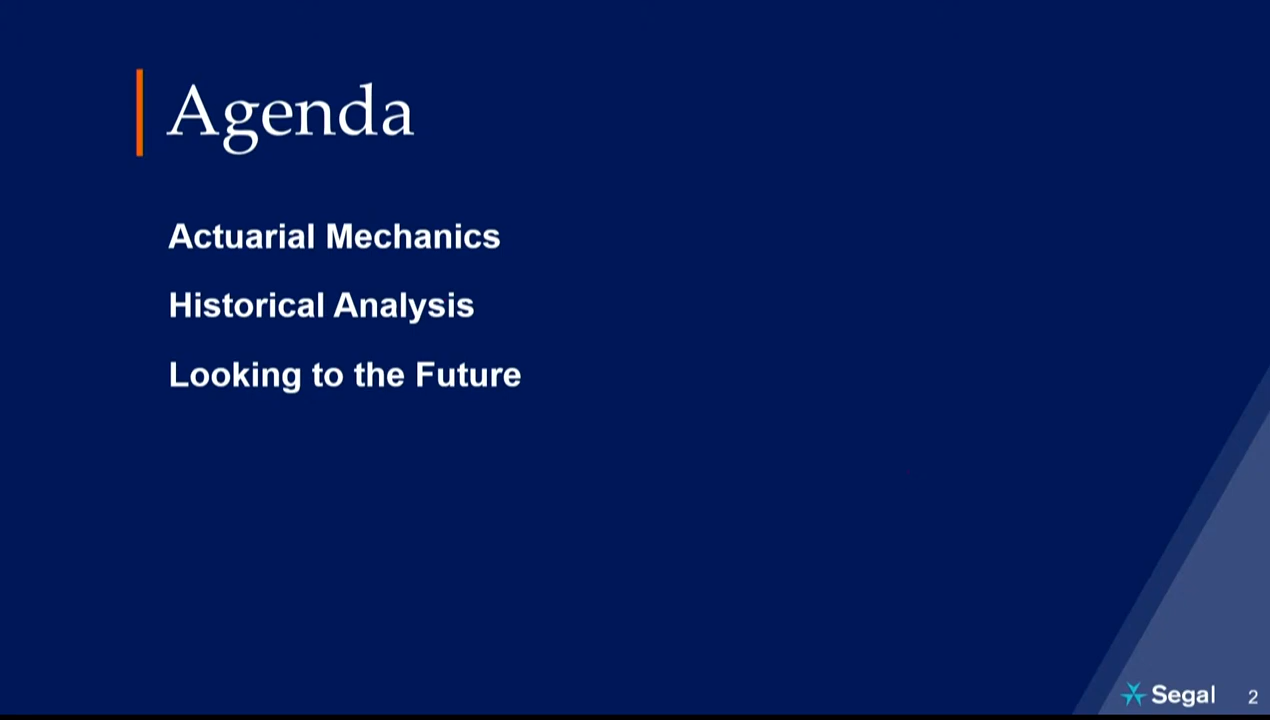 Agenda
Actuarial Mechanics
Historical Analysis
Looking to the Future
Segal
2